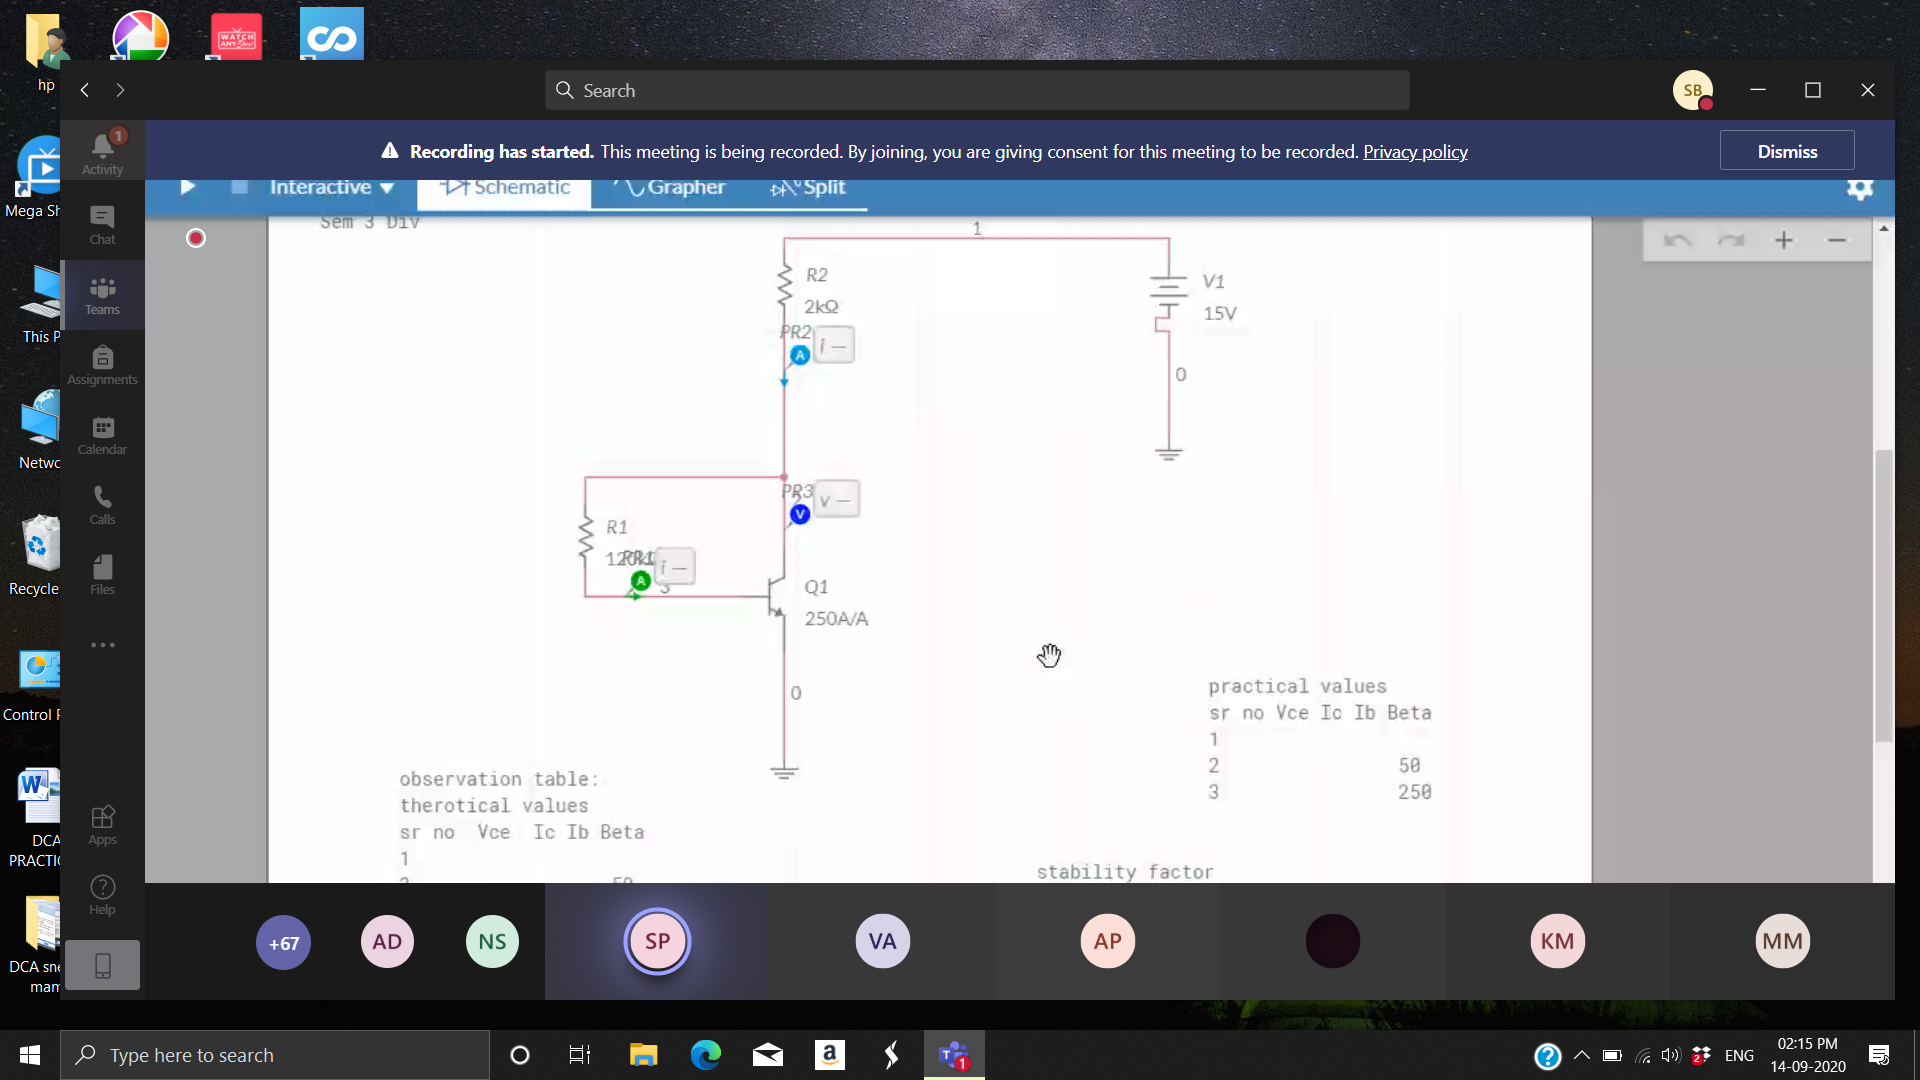 hp
WATCH
Search
SB
1
Activity
Recording has started. This meeting is being recorded. By joining, you are giving consent for this meeting to be recorded. Privacy policy
Dismiss
Interactive
Schematic
Grapher
Split
Mega Sh
Chat
Sem 3 Div
1
R2
2kΩ
V1
15V
Teams
This P
PR2
A
i —
0
Assignments
Calendar
Netwo
PR3
V
v —
Calls
R1
PR1
A
i —
3
Q1
250A/A
Files
Recycle
0
practical values
sr no Vce Ic Ib Beta
1
2 50
3 250
Control P
observation table:
therotical values
sr no Vce Ic Ib Beta
1
stability factor
Apps
DCA
PRACTIC
Help
DCA sne
mam
+67
AD
NS
SP
VA
AP
KM
MM
Type here to search
a
T
1
?
2
ENG
02:15 PM
14-09-2020